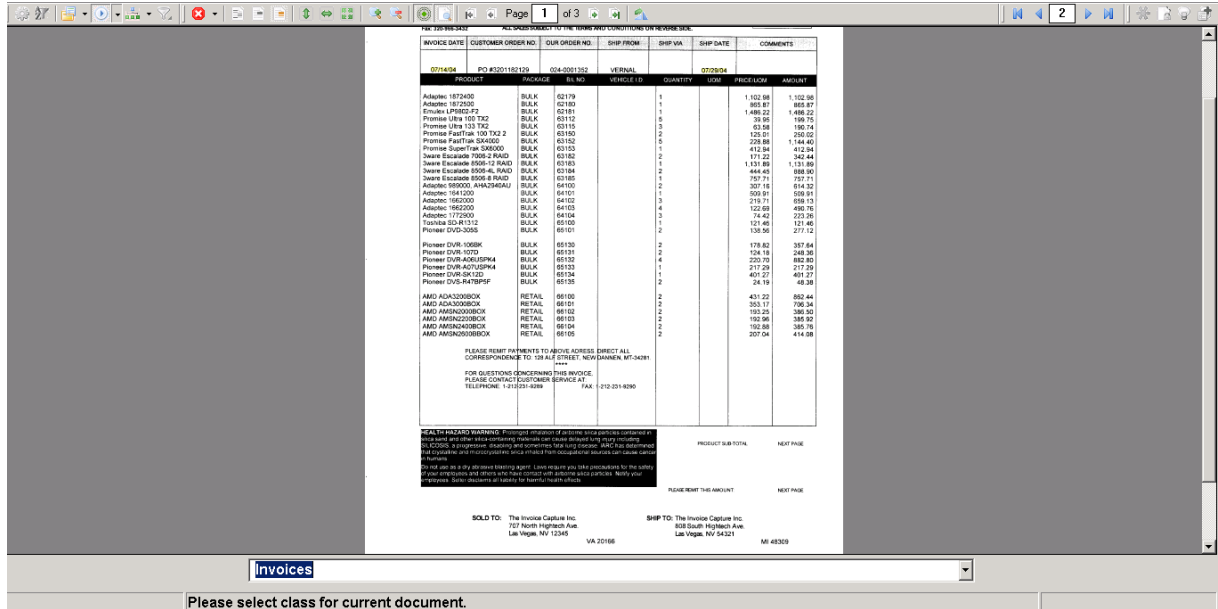 Page 1 of 3 2
Fax: 320-966-3432 ALL SALES SUBJECT TO THE TERMS AND CONDITIONS ON REVERSE SIDE.
INVOICE DATE CUSTOMER ORDER NO. OUR ORDER NO. SHIP FROM SHIP VIA SHIP DATE COMMENTS
07/14/04 PO #3201182129 024-0001352 VERNAL 07/29/04
PRODUCT PACKAGE B/L NO VEHICLE I.D. QUANTITY UOM PRICE/UOM AMOUNT
Adaptec 1872400 BULK 62179 1 1,102.98 1,102.98
Adaptec 1872500 BULK 62180 1 865.87 865.87
Emulex LP9802-F2 BULK 62181 1 1,486.22 1,486.22
Promise Ultra 100 TX2 BULK 63112 5 39.95 199.75
Promise Ultra 133 TX2 BULK 63115 3 63.58 190.74
Promise FastTrak 100 TX2 2 BULK 63150 2 125.01 250.02
Promise FastTrak SX4000 BULK 63152 5 228.88 1,144.40
Promise SuperTrak SX6000 BULK 63153 1 412.94 412.94
3ware Escalade 7006-2 RAID BULK 63182 2 171.22 342.44
3ware Escalade 8506-12 RAID BULK 63183 1 1,131.89 1,131.89
3ware Escalade 8506-4L RAID BULK 63184 2 444.45 888.90
3ware Escalade 8506-8 RAID BULK 63185 1 757.71 757.71
Adaptec 989000, AHA2940AU BULK 64100 2 307.16 614.32
Adaptec 1641200 BULK 64101 1 509.91 509.91
Adaptec 1662000 BULK 64102 3 219.71 659.13
Adaptec 1662200 BULK 64103 4 122.69 490.76
Adaptec 1772900 BULK 64104 3 74.42 223.26
Toshiba SD-R1312 BULK 65100 1 121.46 121.46
Pioneer DVD-305S BULK 65101 2 138.56 277.12
Pioneer DVR-106BK BULK 65130 2 178.82 357.64
Pioneer DVR-107D BULK 65131 2 124.18 248.36
Pioneer DVR-A06USPK4 BULK 65132 4 220.70 882.80
Pioneer DVR-A07USPK4 BULK 65133 1 217.29 217.29
Pioneer DVR-SK12D BULK 65134 1 401.27 401.27
Pioneer DVS-R47BP5F BULK 65135 2 24.19 48.38
AMD ADA3200BOX RETAIL 66100 2 431.22 862.44
AMD ADA3000BOX RETAIL 66101 2 353.17 706.34
AMD AMSN2000BOX RETAIL 66102 2 193.25 386.50
AMD AMSN2200BOX RETAIL 66103 2 192.96 385.92
AMD AMSN2400BOX RETAIL 66104 2 192.88 385.76
AMD AMSN2600BBOX RETAIL 66105 2 207.04 414.08
PLEASE REMIT PAYMENTS TO ABOVE ADRESS. DIRECT ALL
CORRESPONDENCE TO: 128 ALF STREET, NEW DANNEN, MT-34281.
****
FOR QUESTIONS CONCERNING THIS INVOICE,
PLEASE CONTACT CUSTOMER SERVICE AT:
TELEPHONE: 1-212-231-9289 FAX: 1-212-231-9290
HEALTH HAZARD WARNING: Prolonged inhalation of airborne silica particles contained in
silica sand and other silica-containing materials can cause delayed lung injury including
SILICOSIS, a progressive, disabling and sometimes fatal lung disease. IARC has determined
that crystalline and microcrystalline silica inhaled from occupational sources can cause cancer
in humans.
Do not use as a dry abrasive blasting agent. Laws require you take precautions for the safety
of your employees and others who have contact with airborne silica particles. Notify your
employees. Seller disclaims all liability for harmful health effects.
PRODUCT SUB-TOTAL NEXT PAGE
PLEASE REMIT THIS AMOUNT NEXT PAGE
SOLD TO: The Invoice Capture Inc. SHIP TO: The Invoice Capture Inc.
707 North Hightech Ave. 808 South Hightech Ave.
Las Vegas, NV 12345 Las Vegas, NV 54321
VA 20166 MI 48309
Invoices
Please select class for current document.